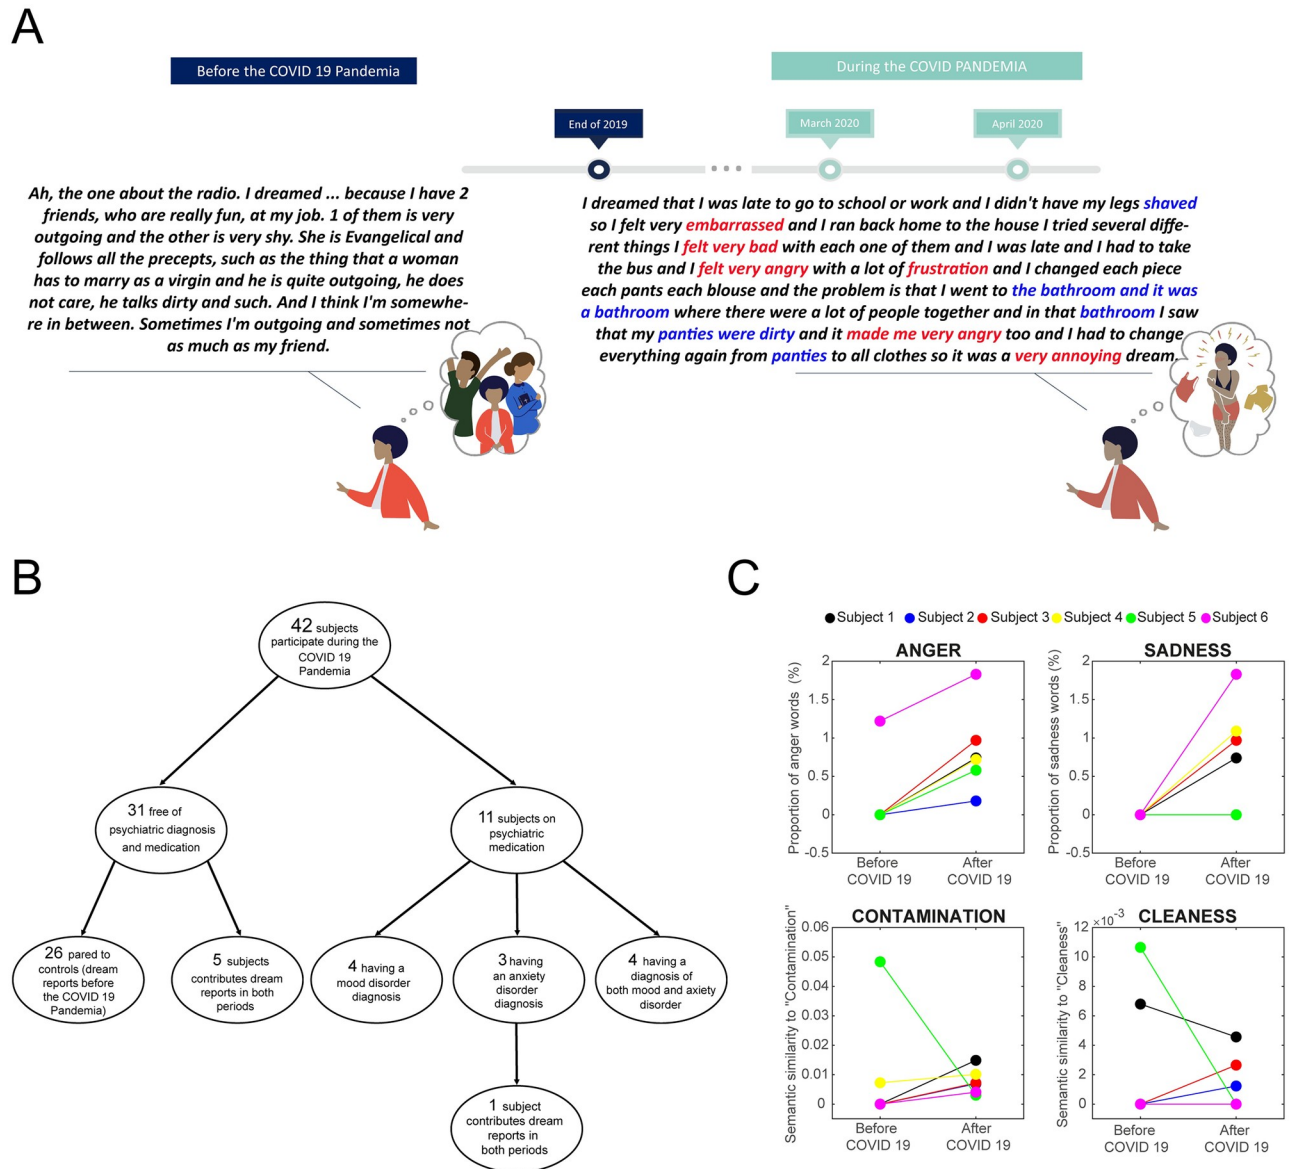 A
Before the COVID 19 Pandemia
During the COVID PANDEMIA
End of 2019
March 2020
April 2020
Ah, the one about the radio. I dreamed ... because I have 2
friends, who are really fun, at my job. 1 of them is very
outgoing and the other is very shy. She is Evangelical and
follows all the precepts, such as the thing that a woman
has to marry as a virgin and he is quite outgoing, he does
not care, he talks dirty and such. And I think I'm somewhe-
re in between. Sometimes I'm outgoing and sometimes not
as much as my friend.
I dreamed that I was late to go to school or work and I didn't have my legs shaved
so I felt very embarrassed and I ran back home to the house I tried several diffe-
rent things I felt very bad with each one of them and I was late and I had to take
the bus and I felt very angry with a lot of frustration and I changed each piece
each pants each blouse and the problem is that I went to the bathroom and it was
a bathroom where there were a lot of people together and in that bathroom I saw
that my panties were dirty and it made me very angry too and I had to change
everything again from panties to all clothes so it was a very annoying dream.
B
42 subjects
participate during the
COVID 19
Pandemia
31 free of
psychiatric diagnosis
and medication
11 subjects on
psychiatric
medication
26 pared to
controls (dream
reports before
the COVID 19
Pandemia)
5 subjects
contributes dream
reports in both
periods
4 having a
mood disorder
diagnosis
3 having
an anxiety
disorder
diagnosis
4 having a
diagnosis of
both mood and axiety
disorder
1 subject
contributes dream
reports in
both periods
C
Subject 1 Subject 2 Subject 3 Subject 4 Subject 5 Subject 6
ANGER
Proportion of anger words (%)
2
1.5
1
0.5
0
-0.5
Before
COVID 19
After
COVID 19
SADNESS
Proportion of sadness words (%)
2
1.5
1
0.5
0
-0.5
Before
COVID 19
After
COVID 19
CONTAMINATION
Semantic similarity to "Contamination"
0.06
0.05
0.04
0.03
0.02
0.01
0
Before
COVID 19
After
COVID 19
CLEANESS
Semantic similarity to "Cleaness"
×10-3
12
10
8
6
4
2
0
Before
COVID 19
After
COVID 19